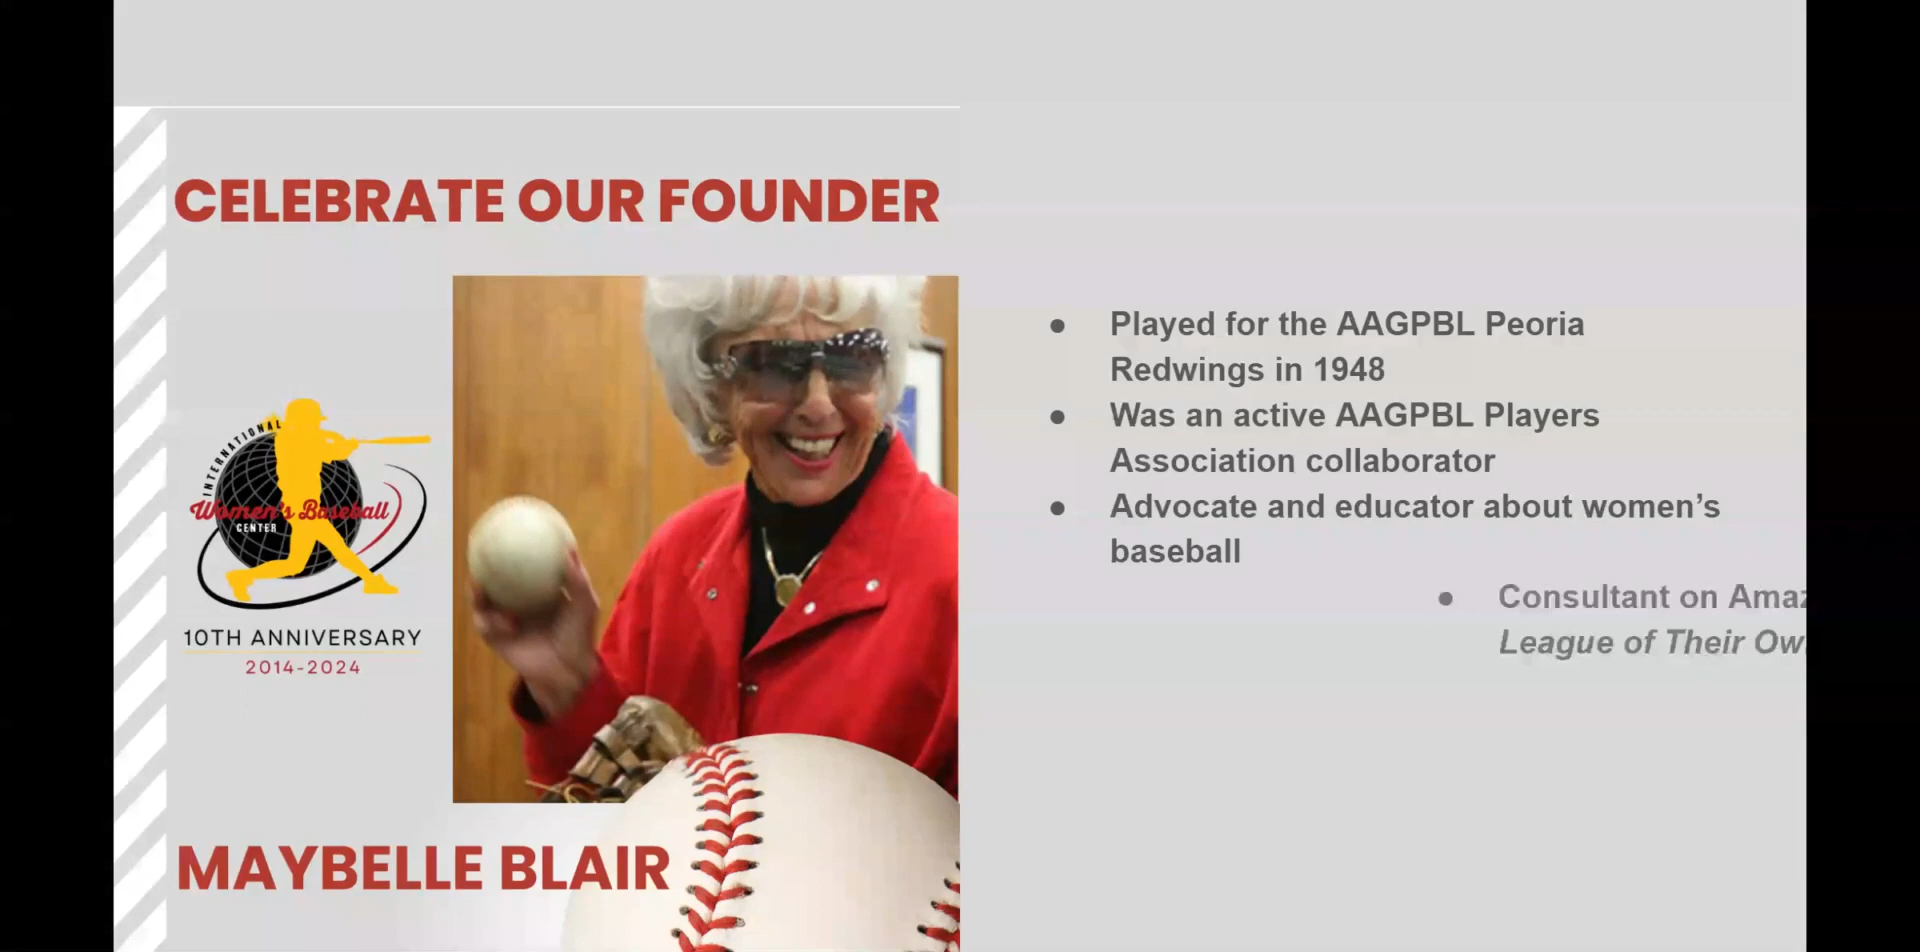 CELEBRATE OUR FOUNDER
INTERNATIONAL
Women's Baseball
CENTER
10TH ANNIVERSARY
2014-2024
MAYBELLE BLAIR
● Played for the AAGPBL Peoria
Redwings in 1948
● Was an active AAGPBL Players
Association collaborator
● Advocate and educator about women’s
baseball
● Consultant on Amaz
League of Their Ow